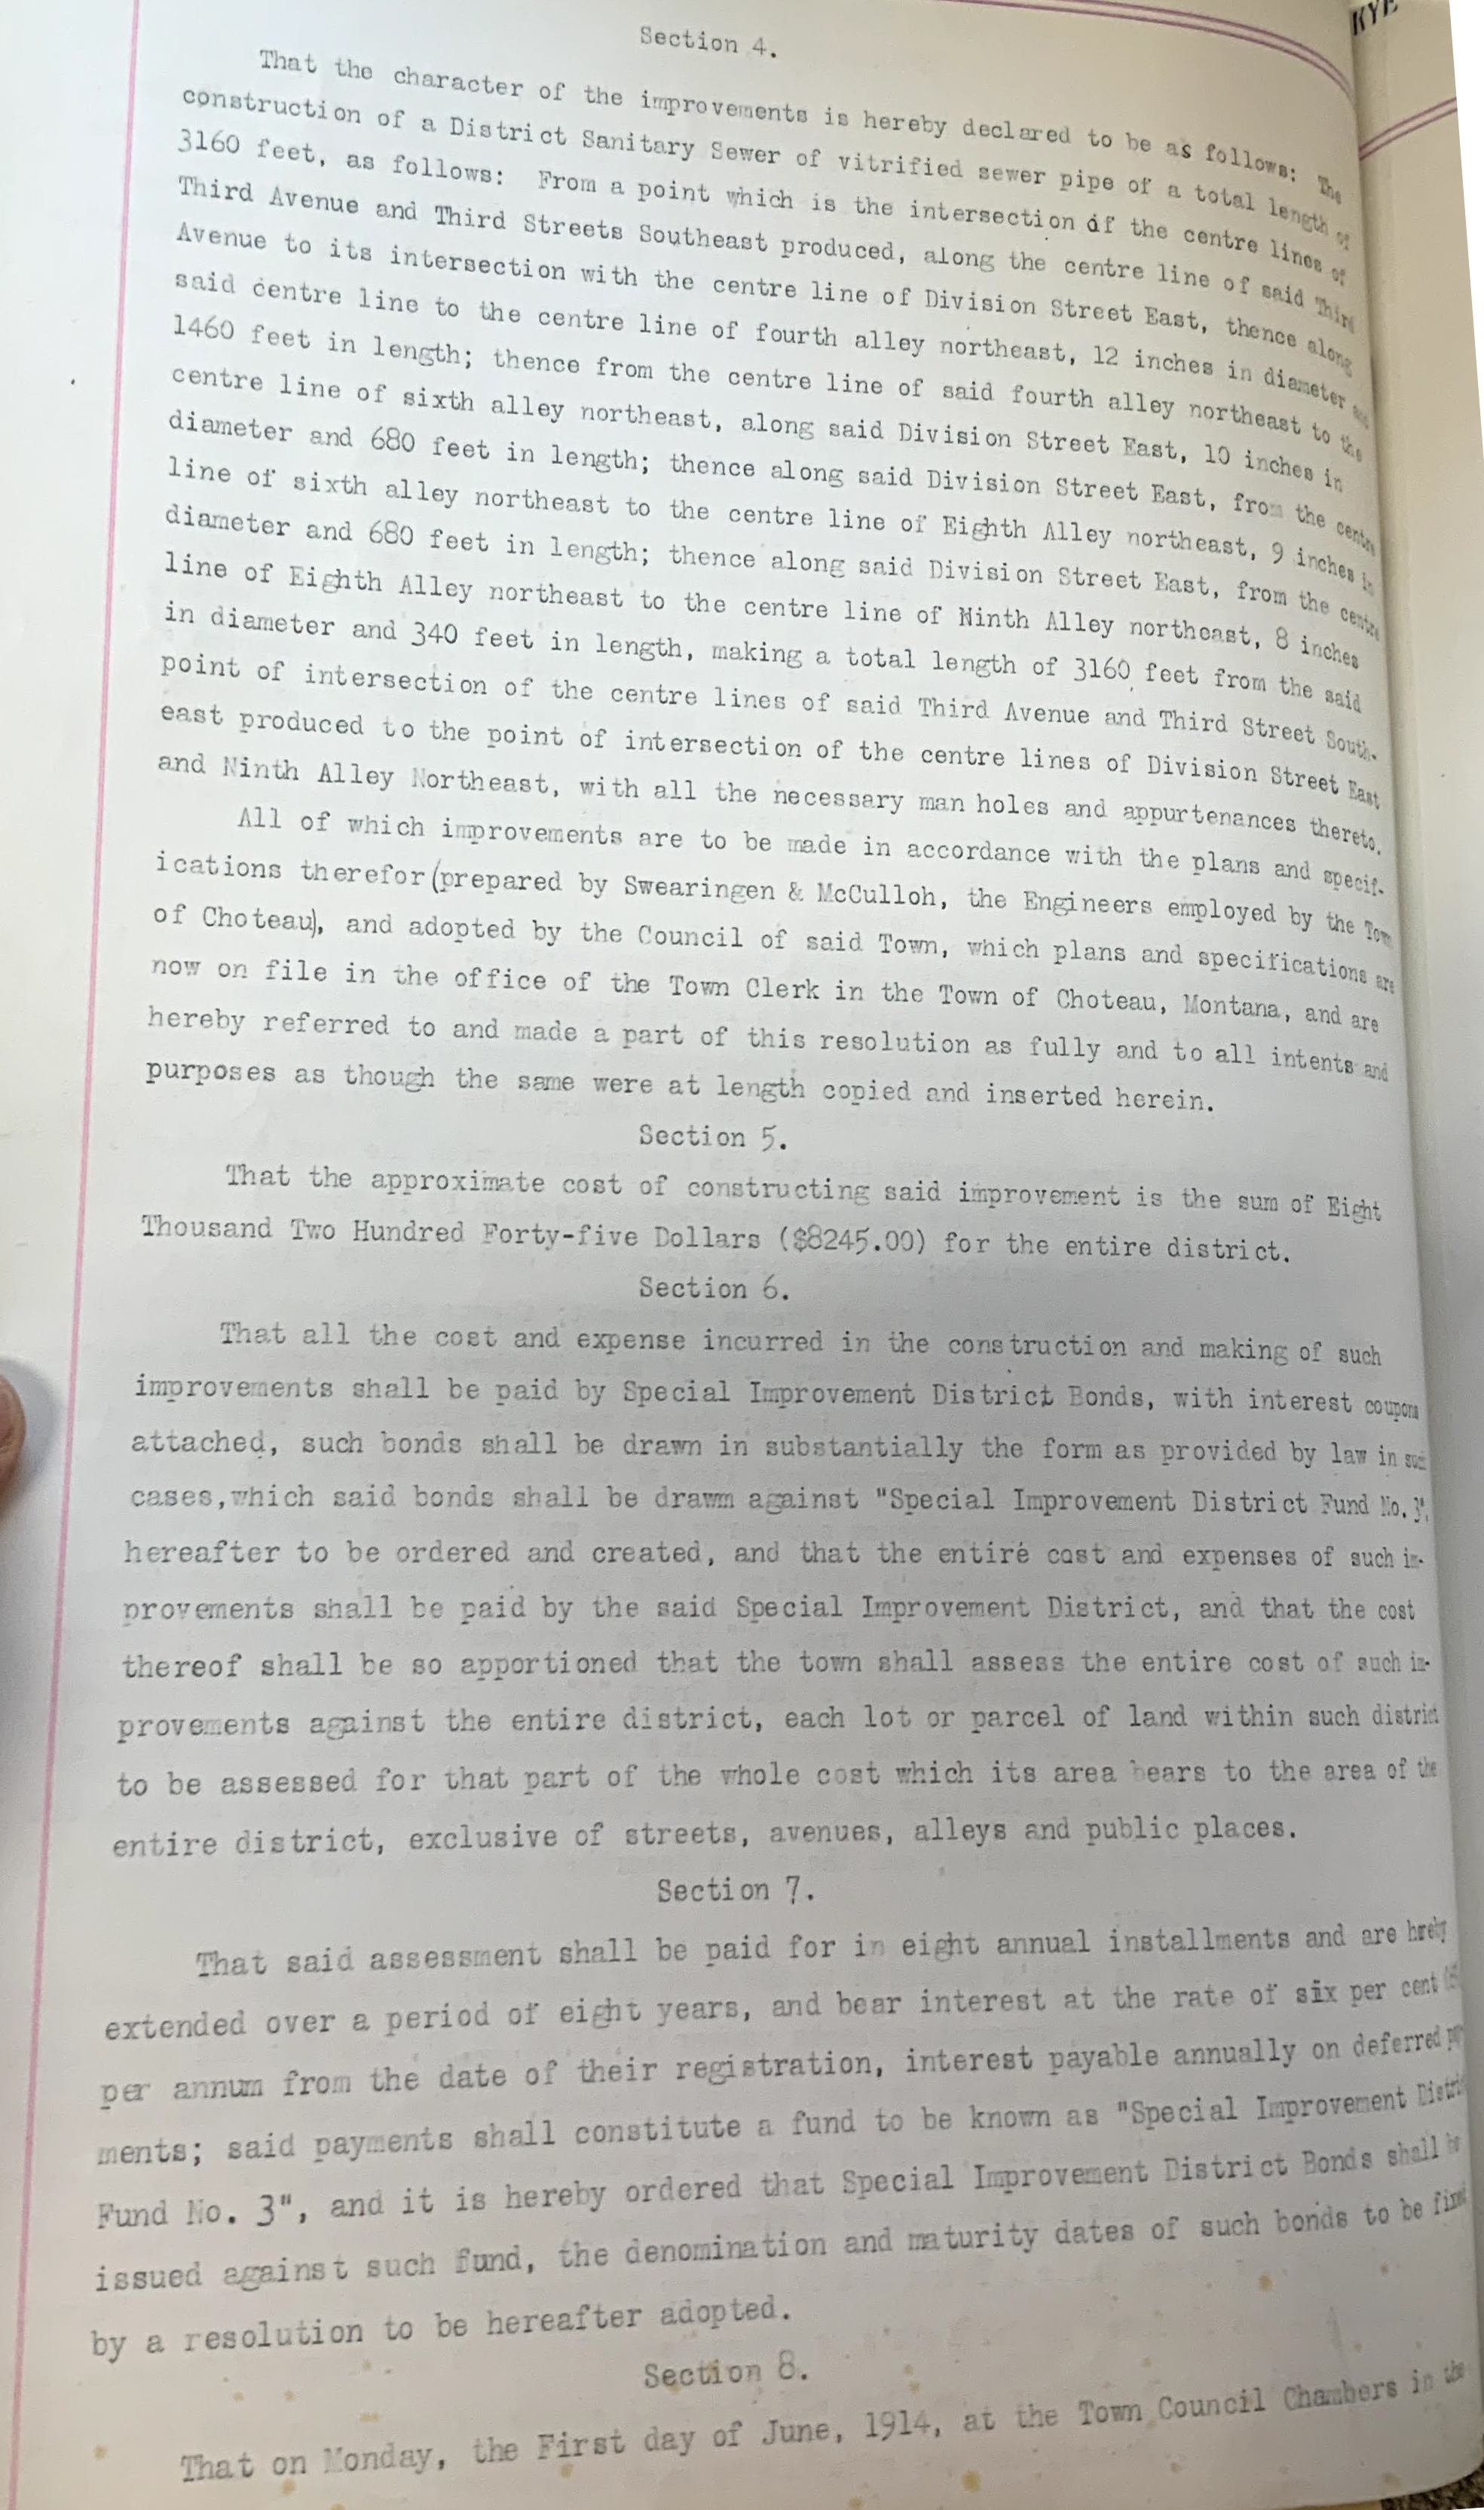 KYE
Section 4.
That the character of the improvements is hereby declared to be as follows: The
construction of a District Sanitary Sewer of vitrified sewer pipe of a total length of
3160 feet, as follows: From a point which is the intersection of the centre lines of
Third Avenue and Third Streets Southeast produced, along the centre line of said Third
Avenue to its intersection with the centre line of Division Street East, thence along
said centre line to the centre line of fourth alley northeast, 12 inches in diameter and
1460 feet in length; thence from the centre line of said fourth alley northeast to the
centre line of sixth alley northeast, along said Division Street East, 10 inches in
diameter and 680 feet in length; thence along said Division Street East, from the centre
line of sixth alley northeast to the centre line of Eighth Alley northeast, 9 inches in
diameter and 680 feet in length; thence along said Division Street East, from the centre
line of Eighth Alley northeast to the centre line of Ninth Alley northeast, 8 inches
in diameter and 340 feet in length, making a total length of 3160 feet from the said
point of intersection of the centre lines of said Third Avenue and Third Street South-
east produced to the point of intersection of the centre lines of Division Street East
and Ninth Alley Northeast, with all the necessary man holes and appurtenances thereto.
All of which improvements are to be made in accordance with the plans and specif-
ications therefor(prepared by Swearingen & McCulloh, the Engineers employed by the Town
of Choteau), and adopted by the Council of said Town, which plans and specifications are
now on file in the office of the Town Clerk in the Town of Choteau, Montana, and are
hereby referred to and made a part of this resolution as fully and to all intents and
purposes as though the same were at length copied and inserted herein.
Section 5.
That the approximate cost of constructing said improvement is the sum of Eight
Thousand Two Hundred Forty-five Dollars ($8245.00) for the entire district.
Section 6.
That all the cost and expense incurred in the construction and making of such
improvements shall be paid by Special Improvement District Bonds, with interest coupons
attached, such bonds shall be drawn in substantially the form as provided by law in such
cases,which said bonds shall be drawm against "Special Improvement District Fund No. 3",
hereafter to be ordered and created, and that the entire cost and expenses of such im-
provements shall be paid by the said Special Improvement District, and that the cost
thereof shall be so apportioned that the town shall assess the entire cost of such im-
provements against the entire district, each lot or parcel of land within such district
to be assessed for that part of the whole cost which its area bears to the area of the
entire district, exclusive of streets, avenues, alleys and public places.
Section 7.
That said assessment shall be paid for in eight annual installments and are hreby
extended over a period of eight years, and bear interest at the rate of six per cent
per annum from the date of their registration, interest payable annually on deferred
ments; said payments shall constitute a fund to be known as "Special Improvement District
Fund No. 3", and it is hereby ordered that Special Improvement District Bonds shall be
issued against such fund, the denomination and maturity dates of such bonds to be fixed
by a resolution to be hereafter adopted.
Section 8.
That on Monday, the First day of June, 1914, at the Town Council Chambers in the